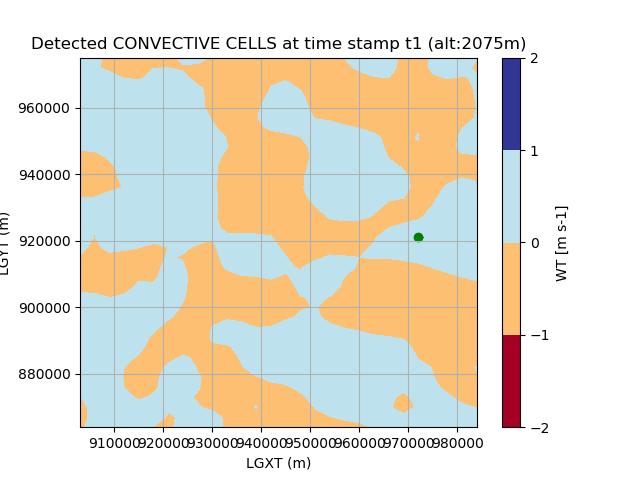 Detected CONVECTIVE CELLS at time stamp t1 (alt:2075m)
960000
940000
920000
900000
880000
LGYT (m)
910000 920000 930000 940000 950000 960000 970000 980000
LGXT (m)
2
1
0
−1
−2
WT [m s-1]